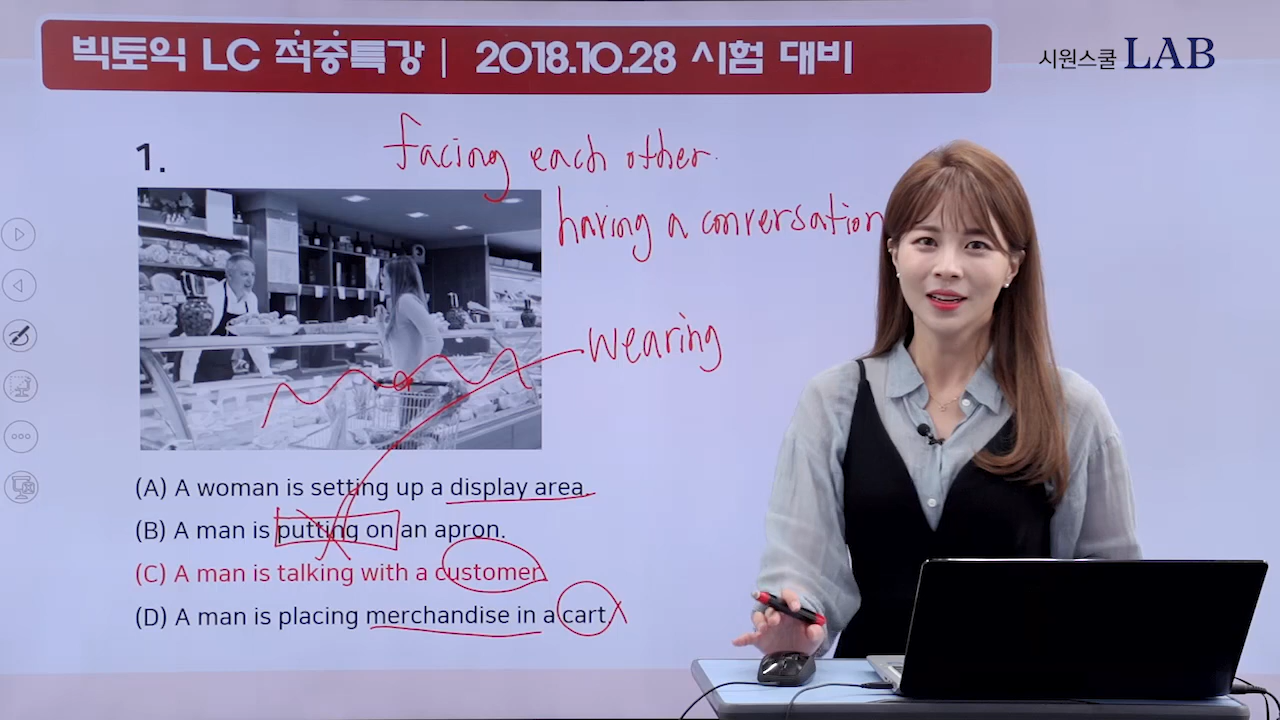 빅토익 LC 적중특강 | 2018.10.28 시험 대비
시원스쿨 LAB
1.
facing each other.
having a conversation
wearing
(A) A woman is setting up a display area.
(B) A man is putting on an apron.
(C) A man is talking with a customer.
(D) A man is placing merchandise in a cart.